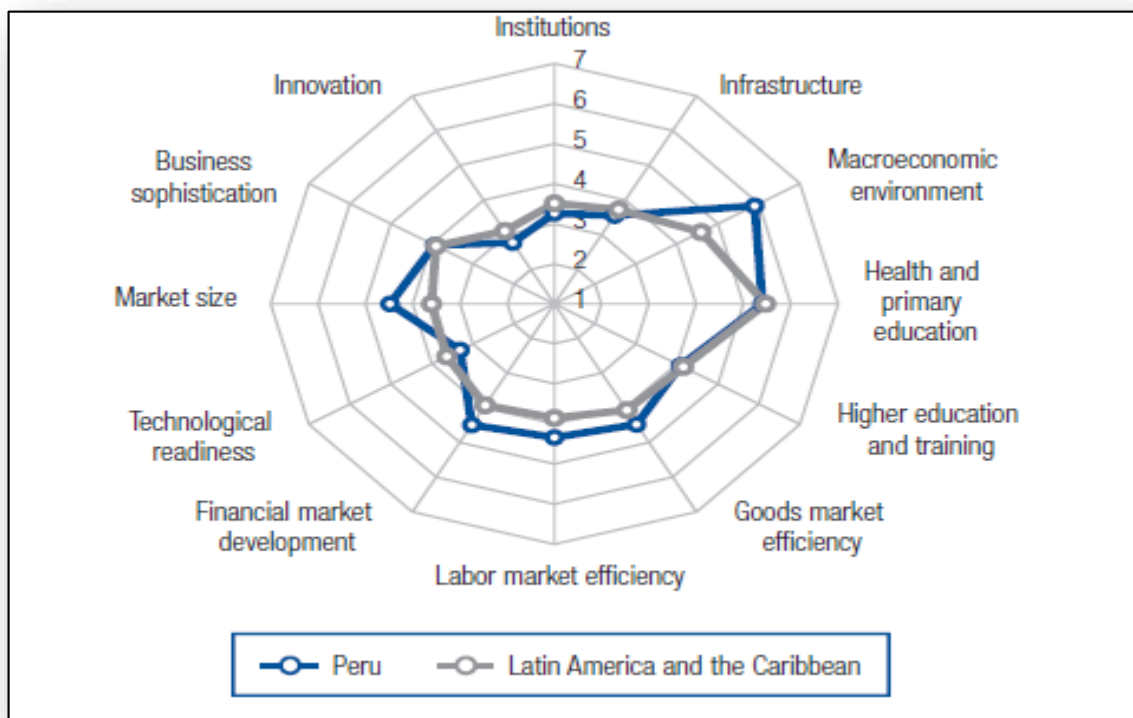 Institutions
7
6
5
4
3
2
1
Infrastructure
Macroeconomic
environment
Health and
primary
education
Higher education
and training
Goods market
efficiency
Labor market efficiency
Financial market
development
Technological
readiness
Market size
Business
sophistication
Innovation
Peru
Latin America and the Caribbean